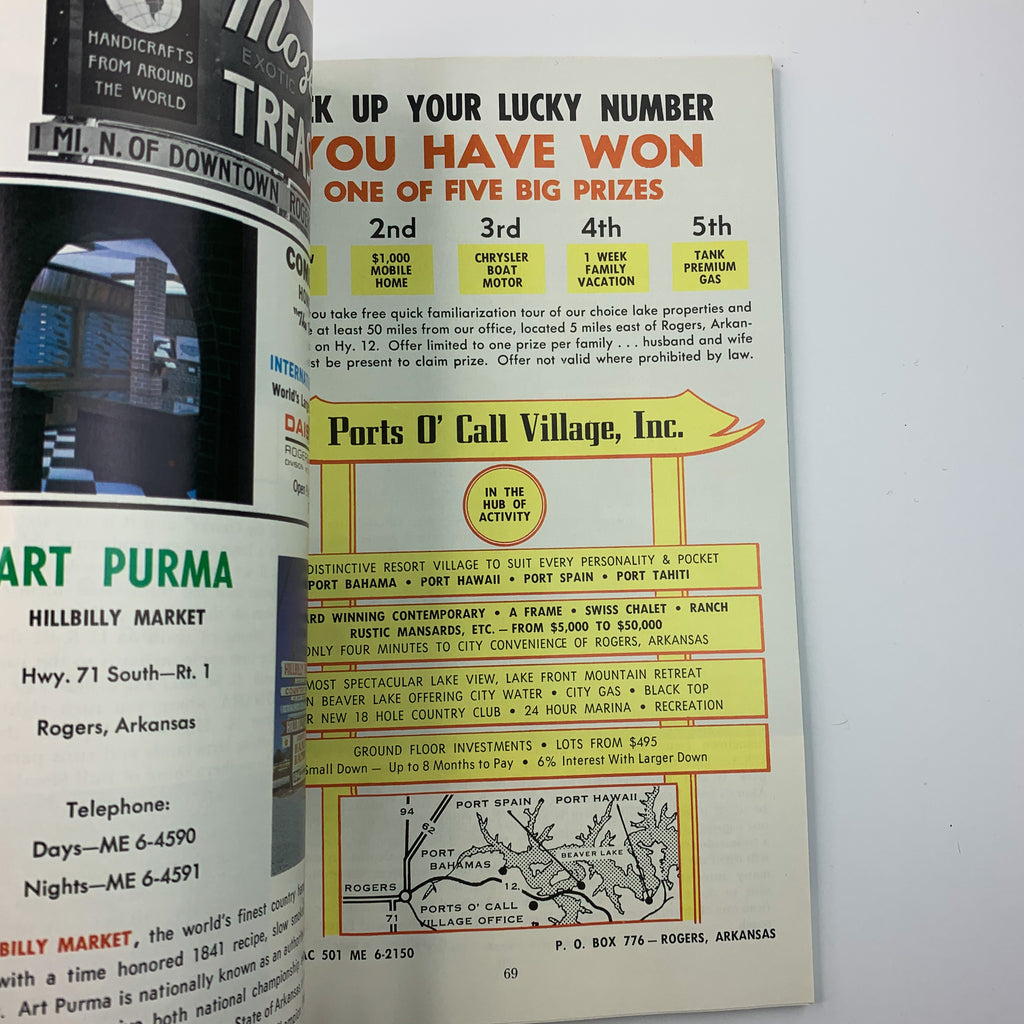 HANDICRAFTS
FROM AROUND
THE WORLD
EXOTIC
1 MI. N. OF DOWNTOWN
ART PURMA
HILLBILLY MARKET
Hwy. 71 South—Rt. 1
Rogers, Arkansas
Telephone:
Days—ME 6-4590
Nights—ME 6-4591
MARKET, the world's finest country
with a time honored 1841 recipe, slow
Art Purma is nationally known as an
both national
State of Arkansas
UP YOUR LUCKY NUMBER
YOU HAVE WON
ONE OF FIVE BIG PRIZES
2nd 3rd 4th 5th
$1,000 MOBILE HOME
CHRYSLER BOAT MOTOR
1 WEEK FAMILY VACATION
TANK PREMIUM GAS
you take free quick familiarization tour of our choice lake properties and
at least 50 miles from our office, located 5 miles east of Rogers, Arkan-
on Hy. 12. Offer limited to one prize per family . . . husband and wife
be present to claim prize. Offer not valid where prohibited by law.
Ports O' Call Village, Inc.
IN THE
HUB OF
ACTIVITY
DISTINCTIVE RESORT VILLAGE TO SUIT EVERY PERSONALITY & POCKET
PORT BAHAMA • PORT HAWAII • PORT SPAIN • PORT TAHITI
WINNING CONTEMPORARY • A FRAME • SWISS CHALET • RANCH
RUSTIC MANSARDS, ETC. — FROM $5,000 TO $50,000
ONLY FOUR MINUTES TO CITY CONVENIENCE OF ROGERS, ARKANSAS
MOST SPECTACULAR LAKE VIEW, LAKE FRONT MOUNTAIN RETREAT
BEAVER LAKE OFFERING CITY WATER • CITY GAS • BLACK TOP
NEW 18 HOLE COUNTRY CLUB • 24 HOUR MARINA • RECREATION
GROUND FLOOR INVESTMENTS • LOTS FROM $495
Small Down — Up to 8 Months to Pay • 6% Interest With Larger Down
94
62
PORT SPAIN
PORT HAWAII
PORT
BAHAMAS
BEAVER LAKE
ROGERS
12
71
PORTS O' CALL
VILLAGE OFFICE
AC 501 ME 6-2150
P. O. BOX 776 — ROGERS, ARKANSAS
69